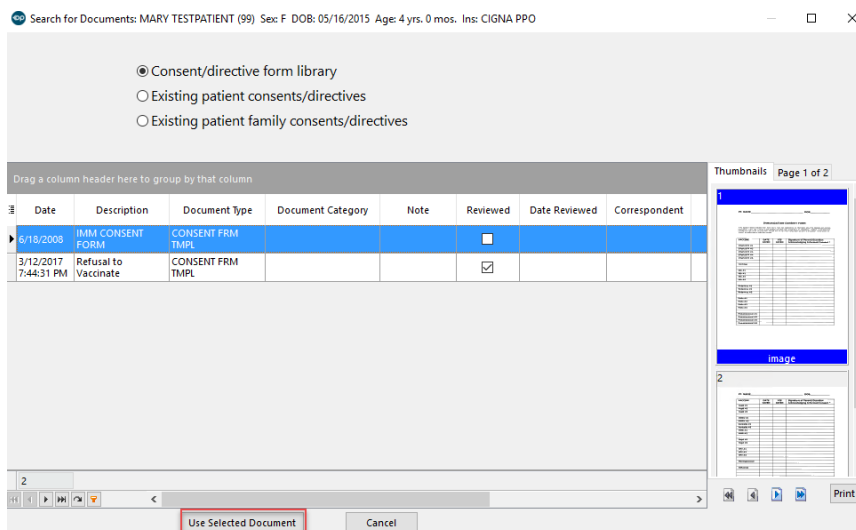 Search for Documents: MARY TESTPATIENT (99) Sex: F DOB: 05/16/2015 Age: 4 yrs. 0 mos. Ins: CIGNA PPO
Consent/directive form library
Existing patient consents/directives
Existing patient family consents/directives
Drag a column header here to group by that column
Date Description Document Type Document Category Note Reviewed Date Reviewed Correspondent
6/18/2008 IMM CONSENT FORM CONSENT FRM TMPL
3/12/2017 7:44:31 PM Refusal to Vaccinate CONSENT FRM TMPL
2
Use Selected Document Cancel
Thumbnails Page 1 of 2
1
image
2
Print